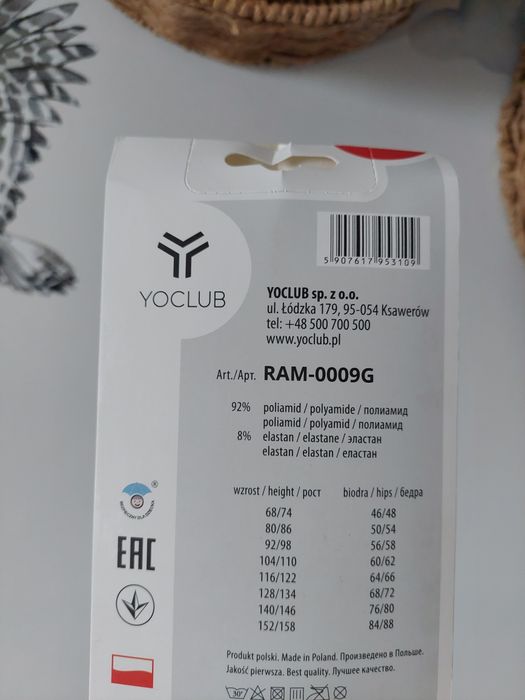 5 907617 953109
YOCLUB
YOCLUB sp. z o.o.
ul. Łódzka 179, 95-054 Ksawerów
tel: +48 500 700 500
www.yoclub.pl
Art./Арт. RAM-0009G
92% poliamid / polyamide / полиамид
poliamid / polyamid / полиамид
8% elastan / elastane / эластан
elastan / elastan / еластан
wzrost / height / рост biodra / hips / бедра
68/74 46/48
80/86 50/54
92/98 56/58
104/110 60/62
116/122 64/66
128/134 68/72
140/146 76/80
152/158 84/88
®
EAC
Produkt polski. Made in Poland. Произведено в Польше.
Jakość pierwsza. Best quality. Лучшее качество.
30°